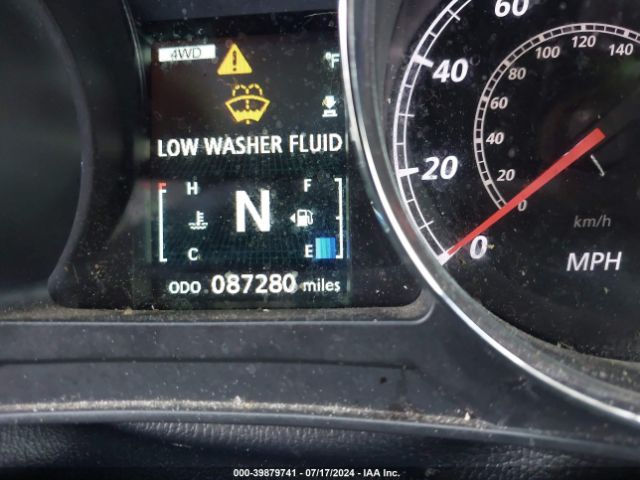 4WD
°F
LOW WASHER FLUID
H
F
N
C
E
ODO 087280 miles
60
40
20
0
MPH
140
120
100
80
60
40
20
0
km/h
000-39879741 - 07/17/2024 - IAA Inc.